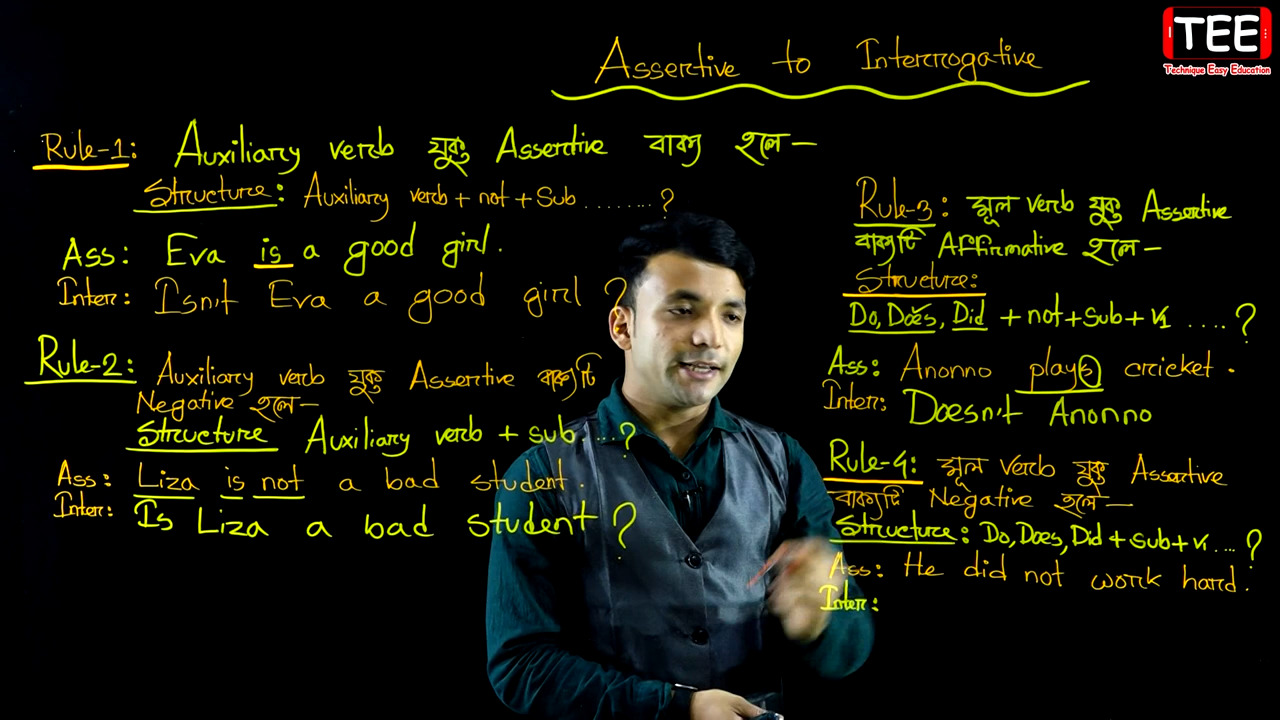 TEE
Technique Easy Education
Assertive to Interrogative
Rule-1: Auxiliary verb যুক্ত Assertive বাক্য হলে–
Structure: Auxiliary verb + not + Sub ........ ?
Ass: Eva is a good girl.
Inter: Isn't Eva a good girl ?
Rule-2: Auxiliary verb যুক্ত Assertive বাক্যটি
Negative হলে–
Structure Auxiliary verb + sub....?
Ass: Liza is not a bad student.
Inter: Is Liza a bad student ?
Rule-3: মূল verb যুক্ত Assertive
বাক্যটি Affirmative হলে–
Structure:
Do, Does, Did + not + sub + V1 .... ?
Ass: Anonno plays cricket.
Inter: Doesn't Anonno
Rule-4: মূল verb যুক্ত Assertive
বাক্যটি Negative হলে–
Structure: Do, Does, Did + sub + V1 .... ?
Ass: He did not work hard.
Inter: